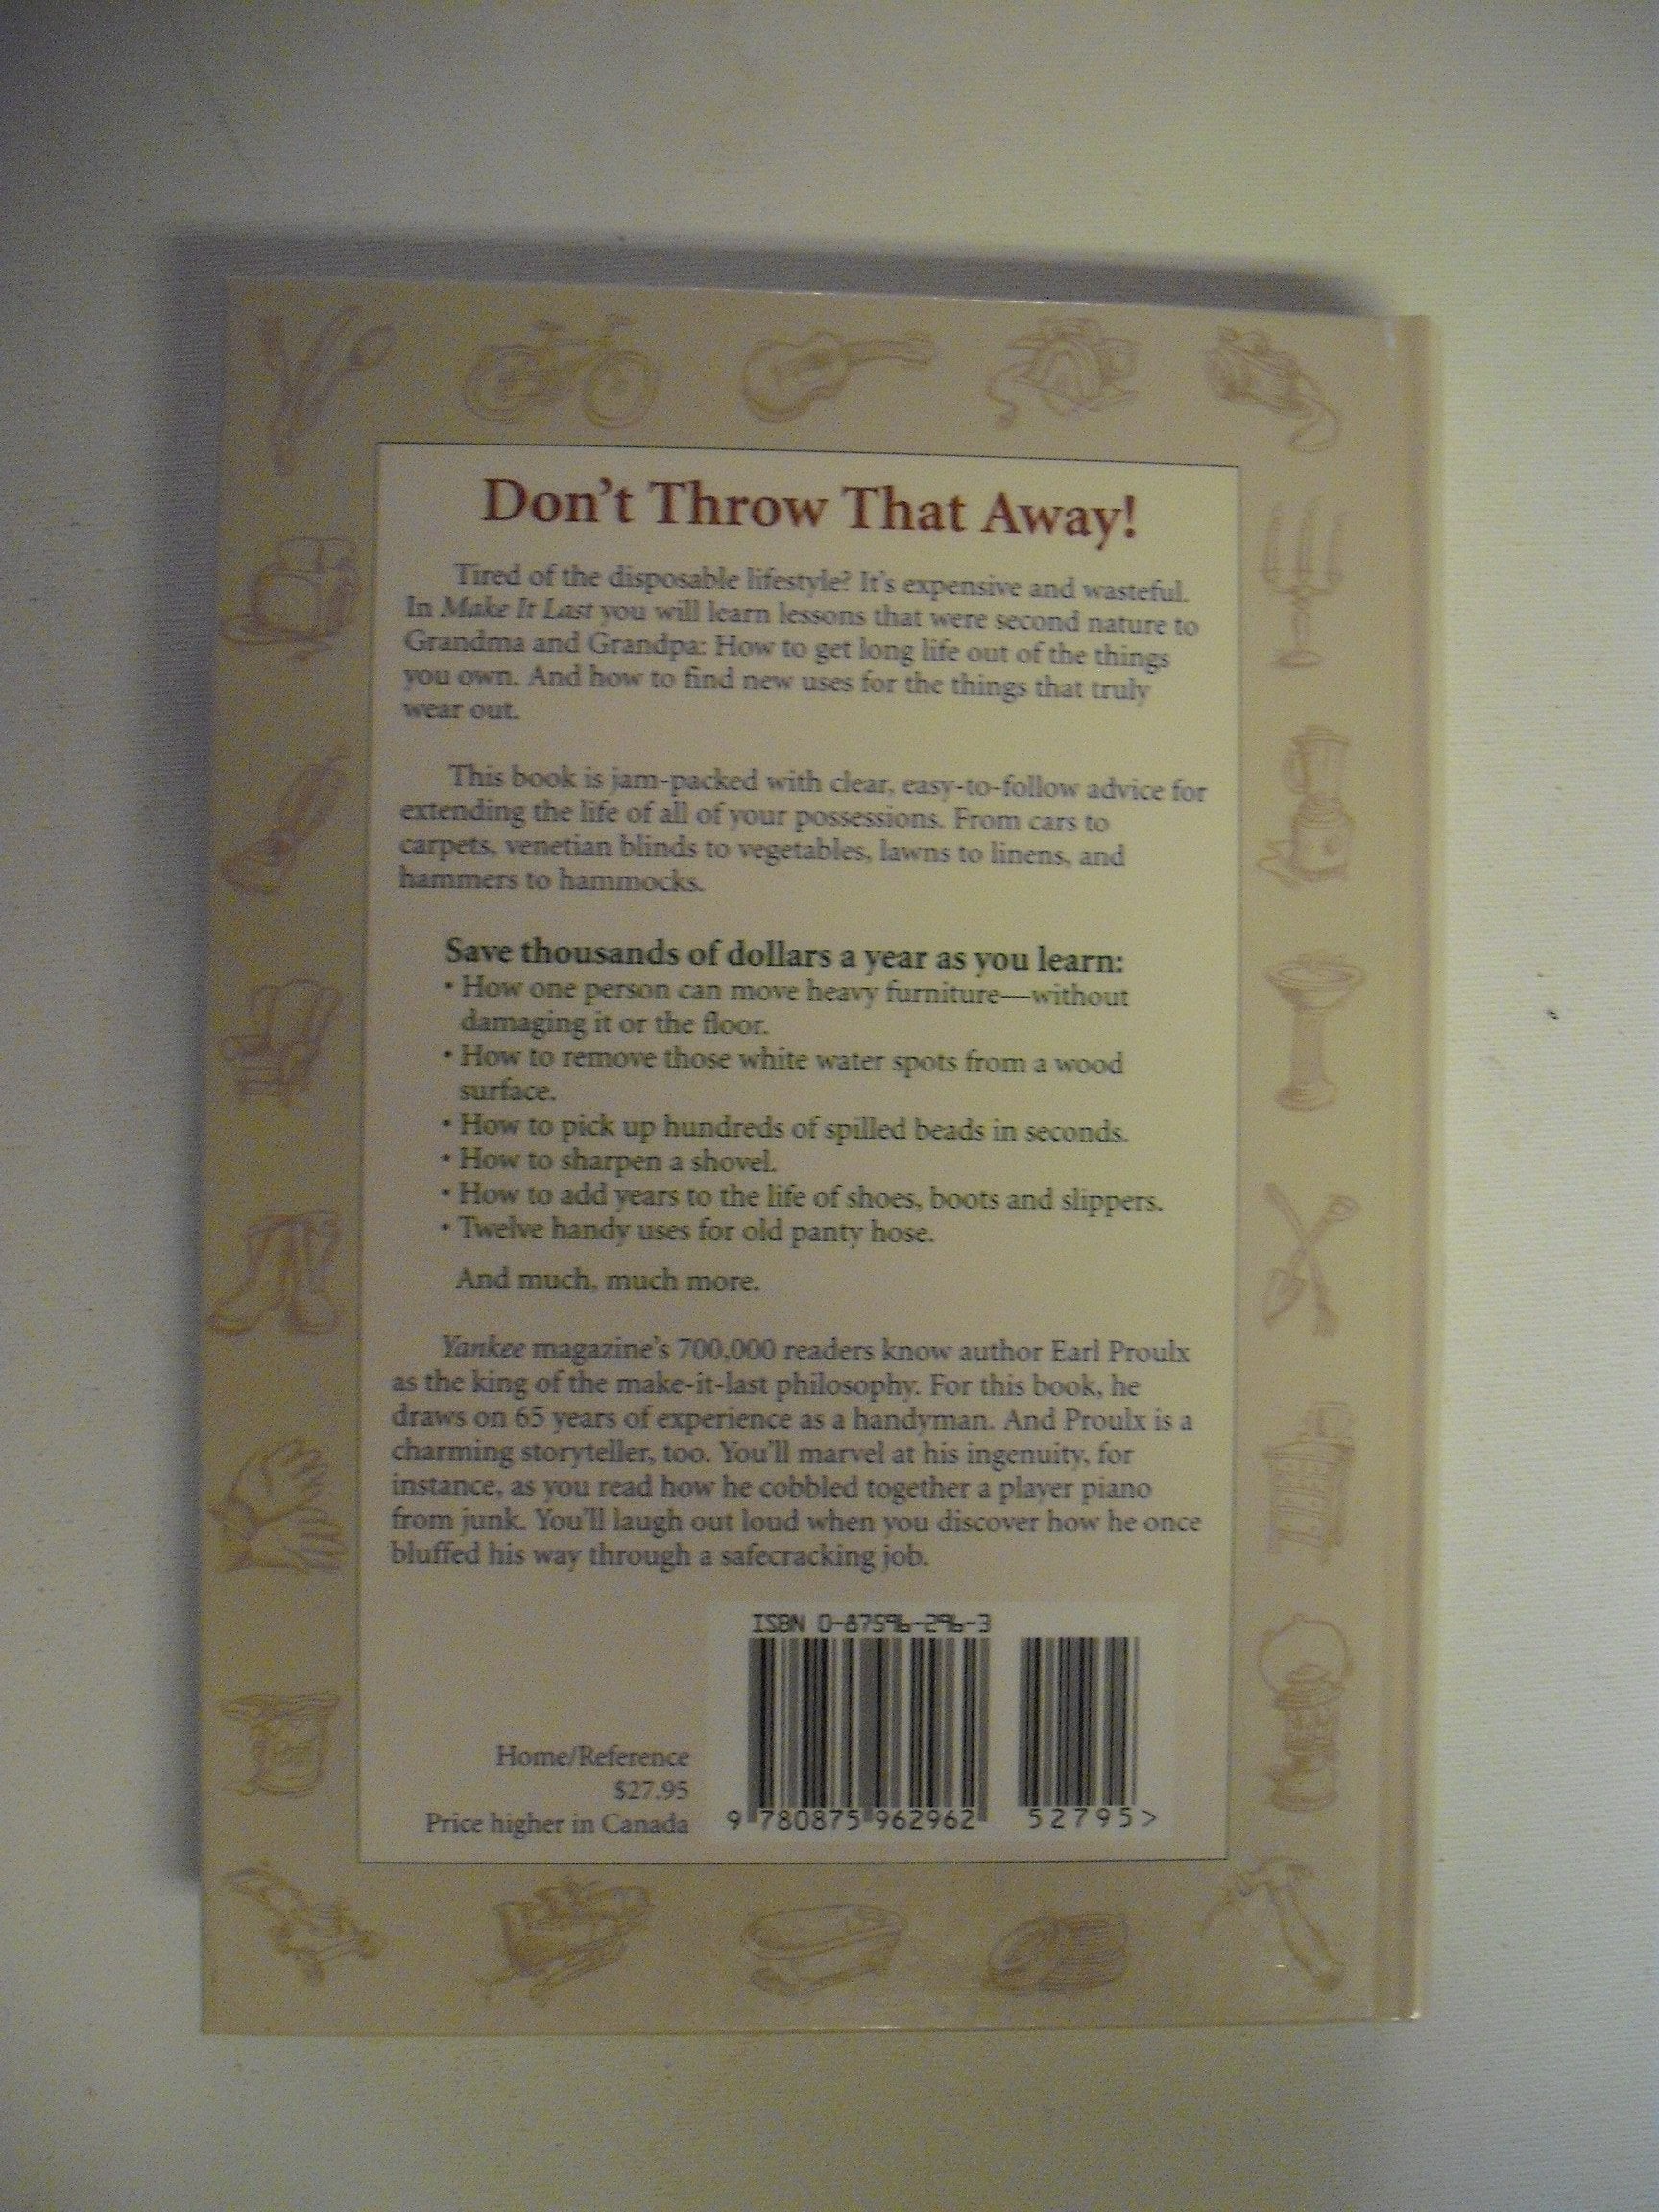 Don't Throw That Away!
Tired of the disposable lifestyle? It's expensive and wasteful.
In Make It Last you will learn lessons that were second nature to
Grandma and Grandpa: How to get long life out of the things
you own. And how to find new uses for the things that truly
wear out.
This book is jam-packed with clear, easy-to-follow advice for
extending the life of all of your possessions. From cars to
carpets, venetian blinds to vegetables, lawns to linens, and
hammers to hammocks.
Save thousands of dollars a year as you learn:
• How one person can move heavy furniture—without
damaging it or the floor.
• How to remove those white water spots from a wood
surface.
• How to pick up hundreds of spilled beads in seconds.
• How to sharpen a shovel.
• How to add years to the life of shoes, boots and slippers.
• Twelve handy uses for old panty hose.
And much, much more.
Yankee magazine's 700,000 readers know author Earl Proulx
as the king of the make-it-last philosophy. For this book, he
draws on 65 years of experience as a handyman. And Proulx is a
charming storyteller, too. You'll marvel at his ingenuity, for
instance, as you read how he cobbled together a player piano
from junk. You'll laugh out loud when you discover how he once
bluffed his way through a safecracking job.
ISBN 0-87596-296-3
Home/Reference
$27.95
Price higher in Canada
9 780875 962962 52795>